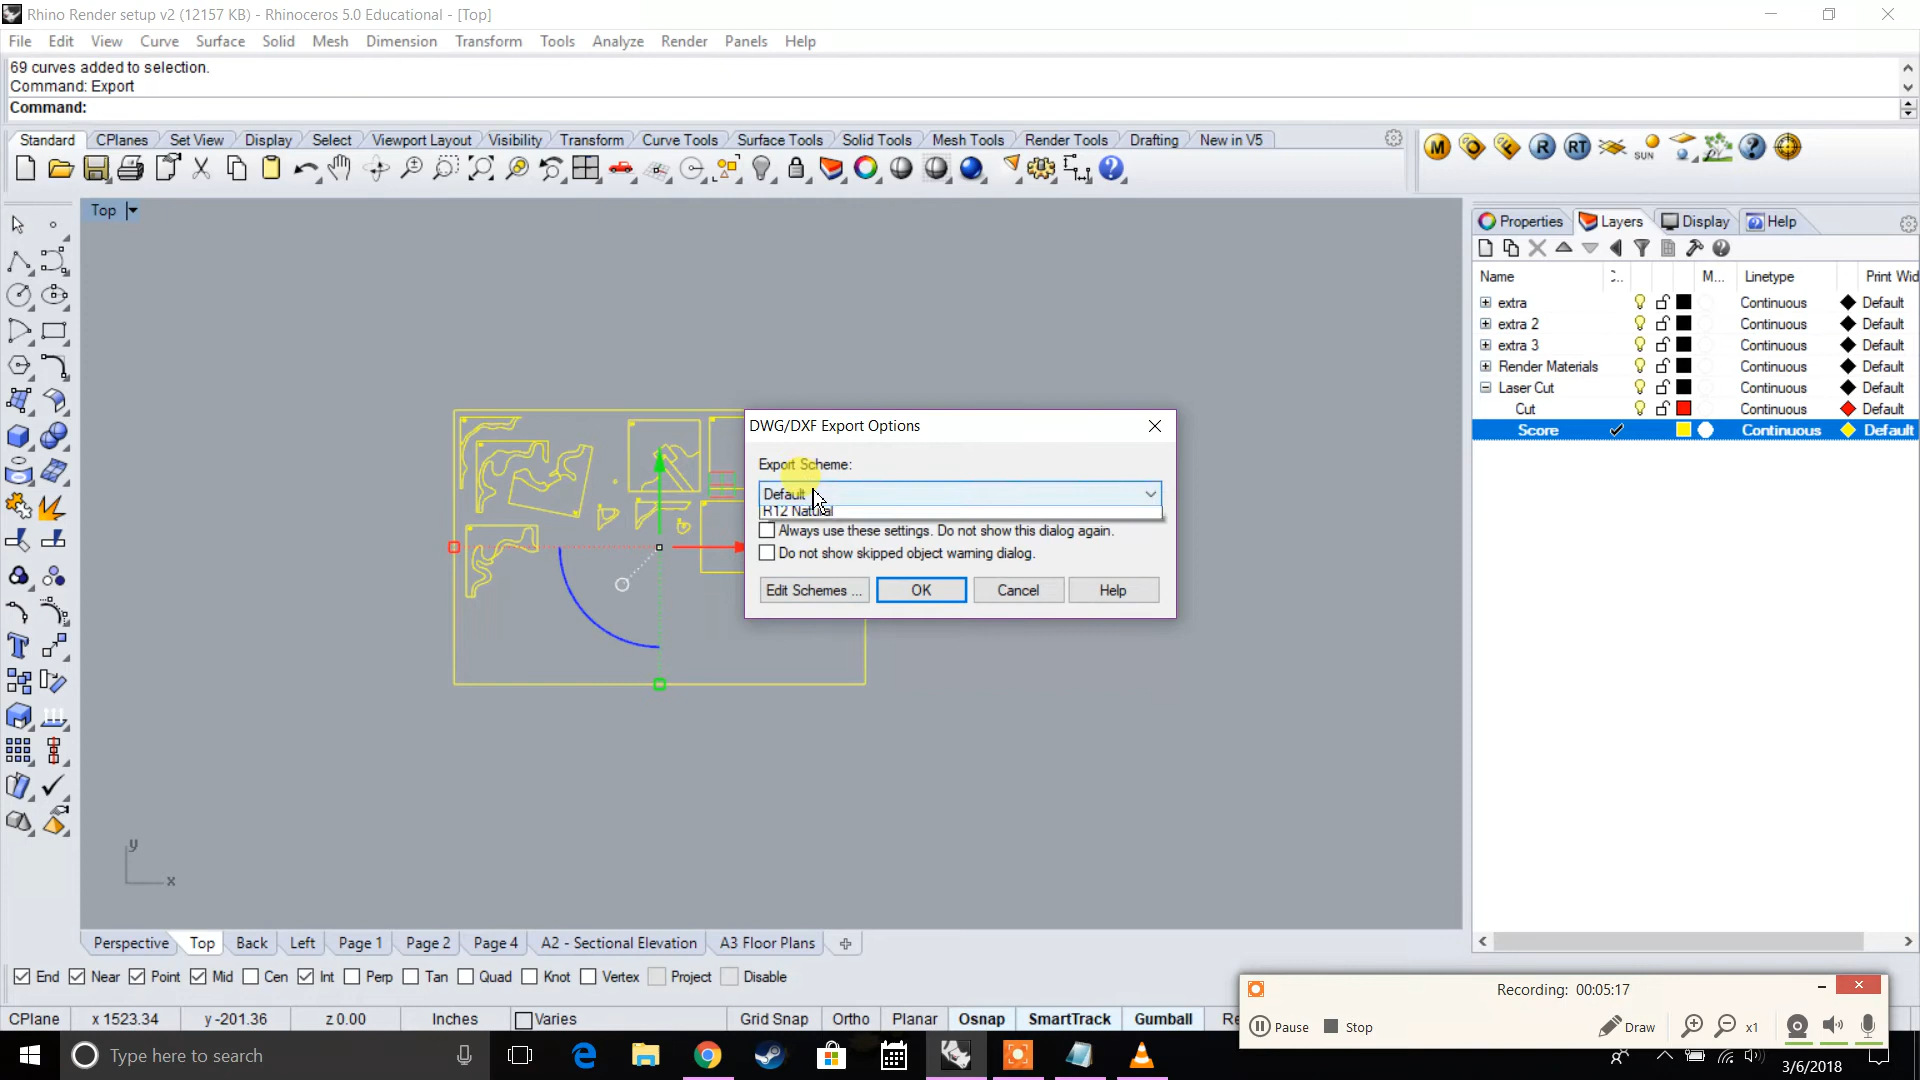 Rhino Render setup v2 (12157 KB) - Rhinoceros 5.0 Educational - [Top]
File Edit View Curve Surface Solid Mesh Dimension Transform Tools Analyze Render Panels Help
69 curves added to selection.
Command: Export
Command:
Standard CPlanes Set View Display Select Viewport Layout Visibility Transform Curve Tools Surface Tools Solid Tools Mesh Tools Render Tools Drafting New in V5
M R RT SUN
Top
Properties Layers Display Help
Name M... Linetype Print Wid
extra Continuous Default
extra 2 Continuous Default
extra 3 Continuous Default
Render Materials Continuous Default
Laser Cut Continuous Default
Cut Continuous Default
Score Continuous Default
DWG/DXF Export Options
Export Scheme:
Default
R12 Natural
Always use these settings. Do not show this dialog again.
Do not show skipped object warning dialog.
Edit Schemes ... OK Cancel Help
y
x
Perspective Top Back Left Page 1 Page 2 Page 4 A2 - Sectional Elevation A3 Floor Plans
End Near Point Mid Cen Int Perp Tan Quad Knot Vertex Project Disable
CPlane x 1523.34 y -201.36 z 0.00 Inches Varies Grid Snap Ortho Planar Osnap SmartTrack Gumball Re
Recording: 00:05:17
Pause Stop Draw x1
Type here to search
3/6/2018